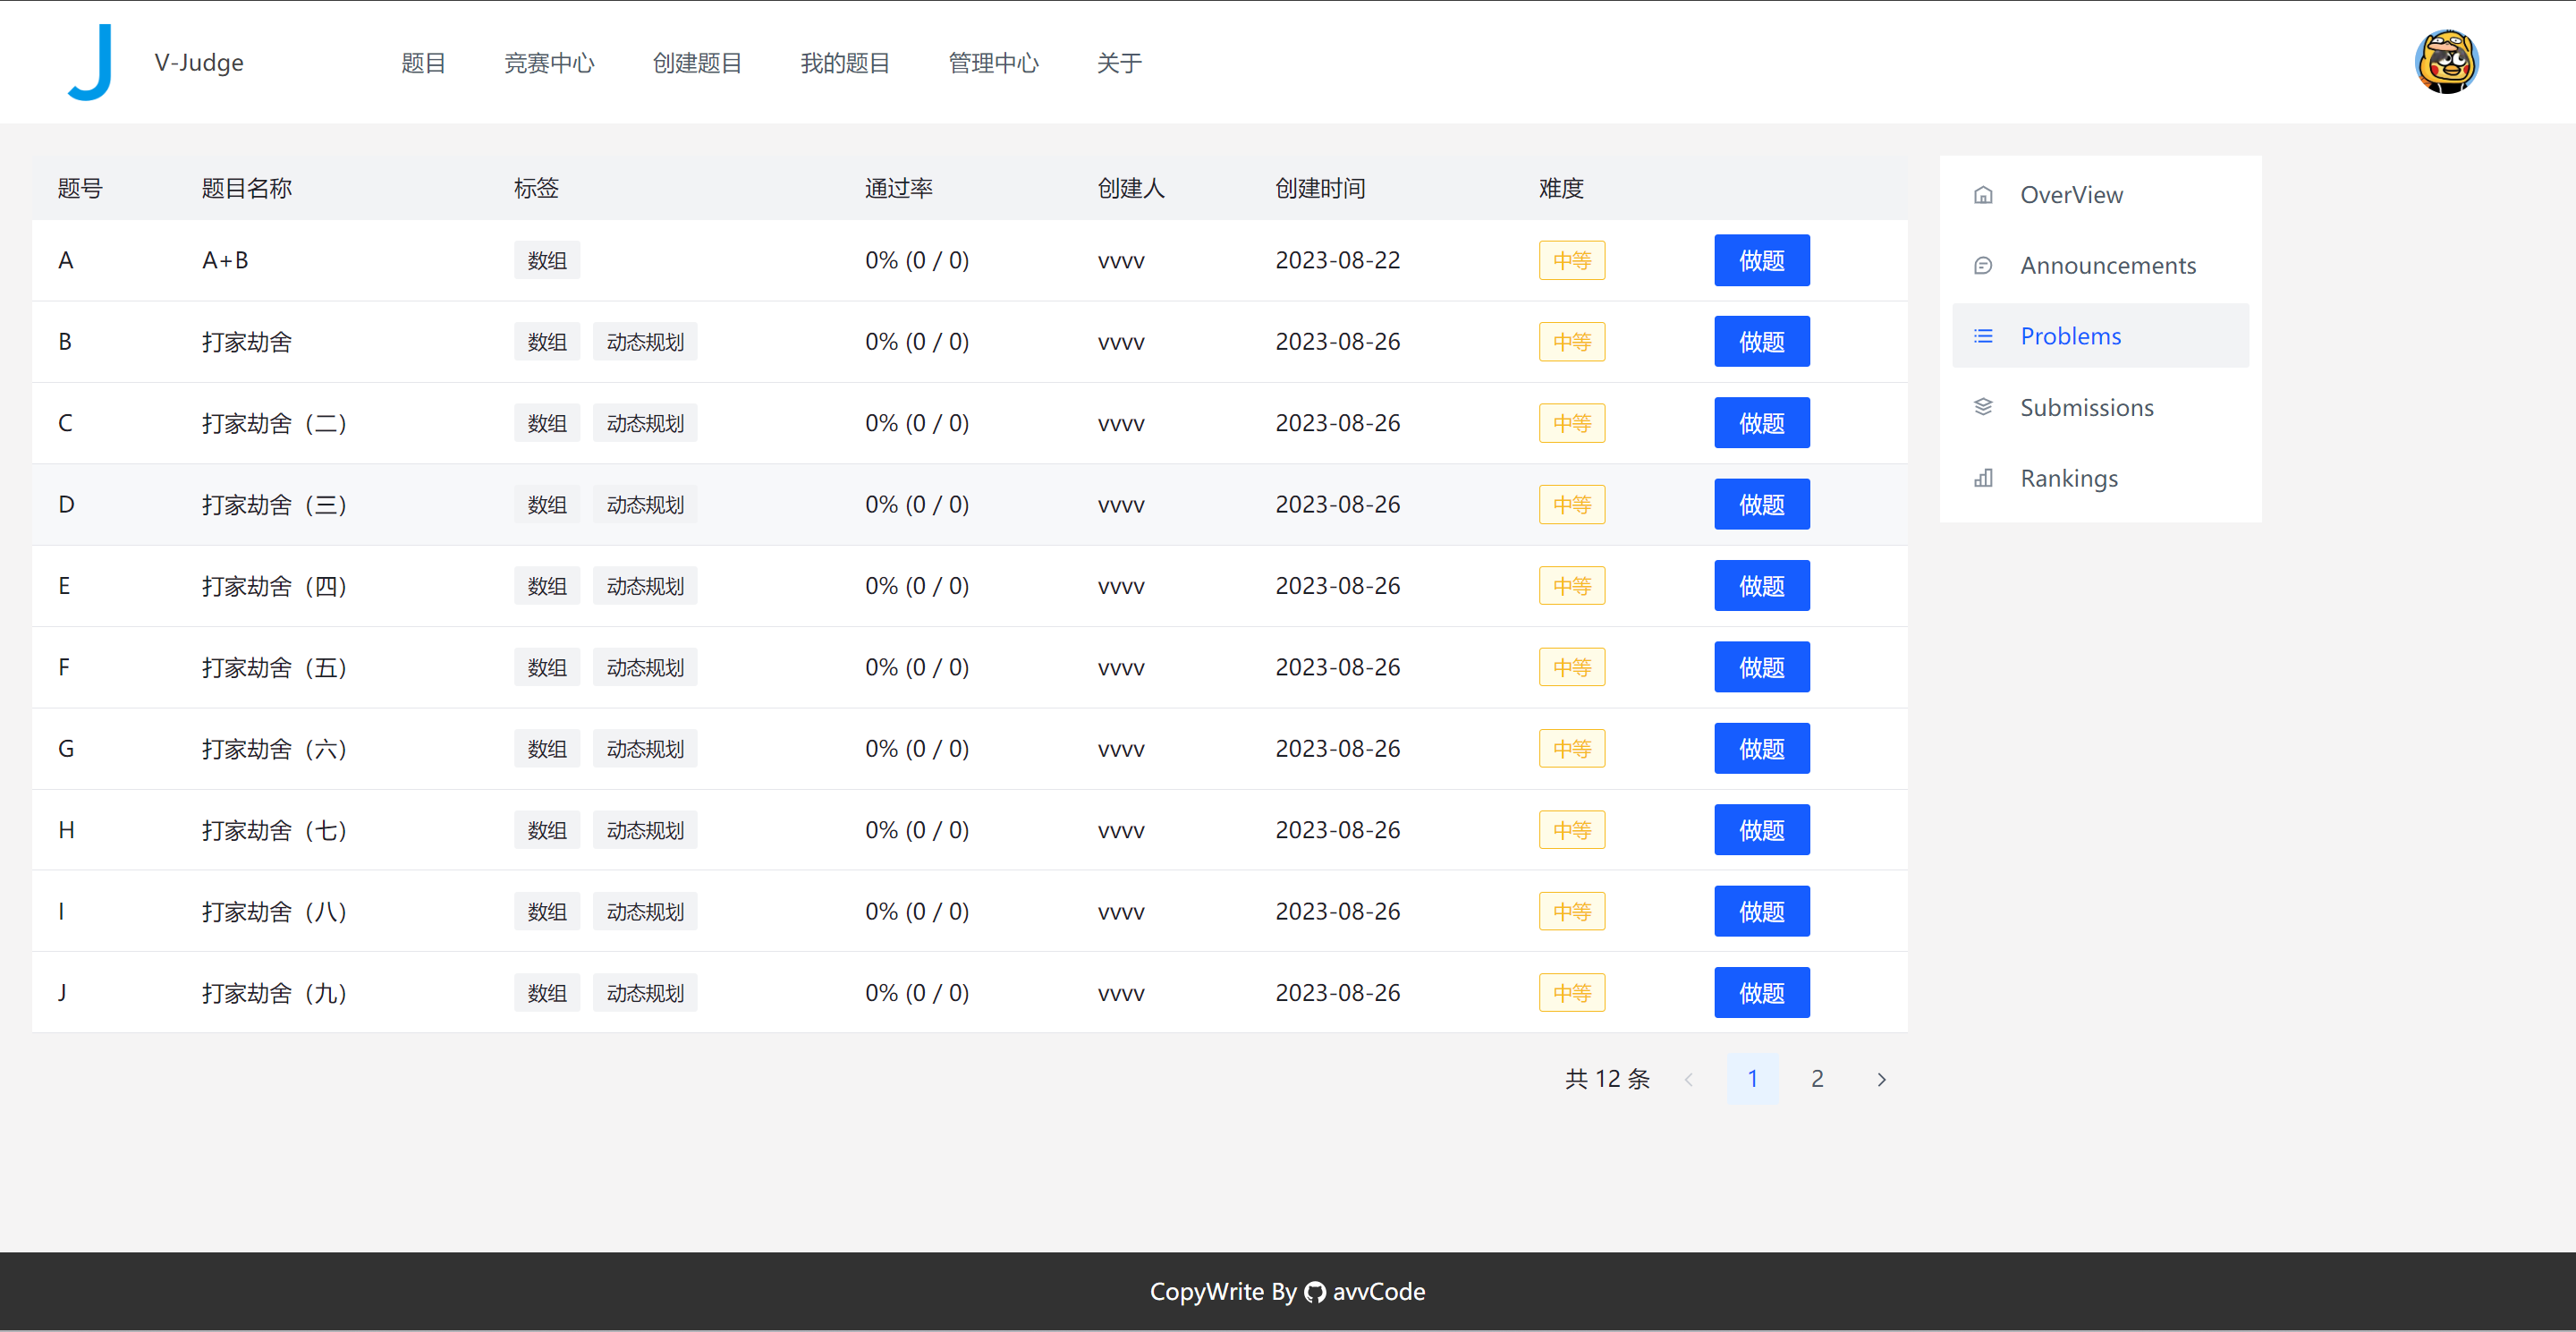 V-Judge 题目 竞赛中心 创建题目 我的题目 管理中心 关于
题号 题目名称 标签 通过率 创建人 创建时间 难度
A A+B 数组 0% (0 / 0) vvvv 2023-08-22 中等 做题
B 打家劫舍 数组 动态规划 0% (0 / 0) vvvv 2023-08-26 中等 做题
C 打家劫舍（二） 数组 动态规划 0% (0 / 0) vvvv 2023-08-26 中等 做题
D 打家劫舍（三） 数组 动态规划 0% (0 / 0) vvvv 2023-08-26 中等 做题
E 打家劫舍（四） 数组 动态规划 0% (0 / 0) vvvv 2023-08-26 中等 做题
F 打家劫舍（五） 数组 动态规划 0% (0 / 0) vvvv 2023-08-26 中等 做题
G 打家劫舍（六） 数组 动态规划 0% (0 / 0) vvvv 2023-08-26 中等 做题
H 打家劫舍（七） 数组 动态规划 0% (0 / 0) vvvv 2023-08-26 中等 做题
I 打家劫舍（八） 数组 动态规划 0% (0 / 0) vvvv 2023-08-26 中等 做题
J 打家劫舍（九） 数组 动态规划 0% (0 / 0) vvvv 2023-08-26 中等 做题
共 12 条 1 2
OverView
Announcements
Problems
Submissions
Rankings
CopyWrite By avvCode